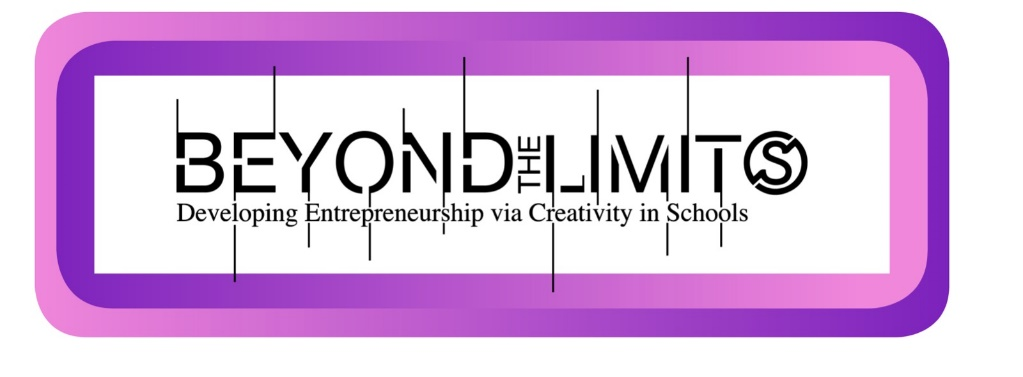 BEYOND THE LIMITS
Developing Entrepreneurship via Creativity in Schools